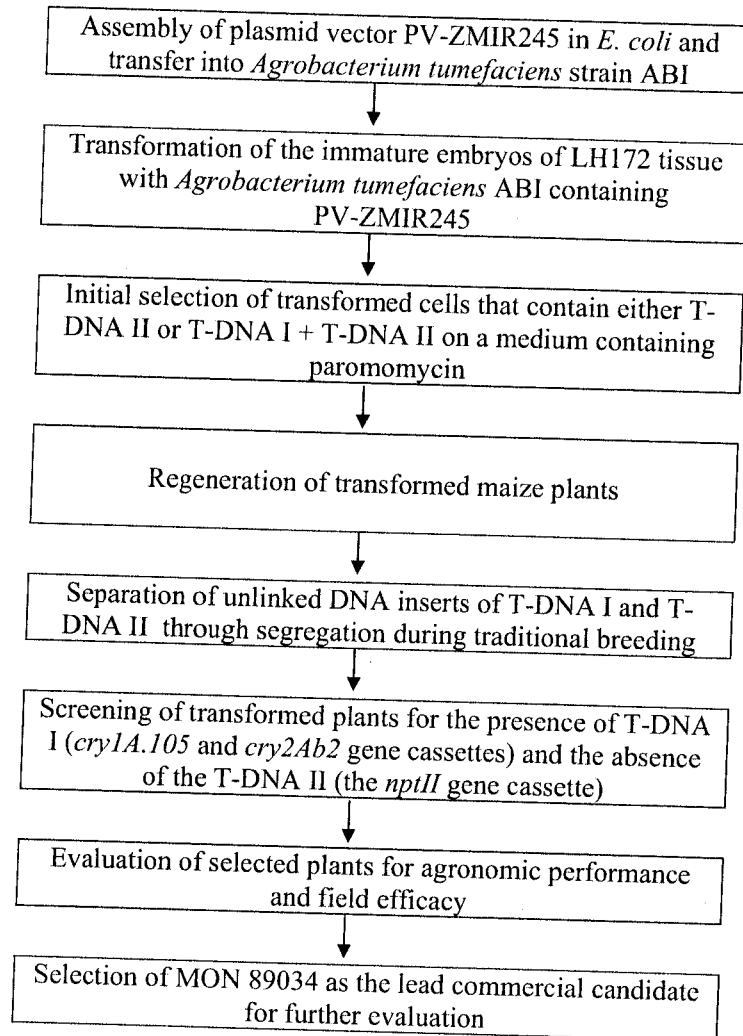 Assembly of plasmid vector PV-ZMIR245 in E. coli and
transfer into Agrobacterium tumefaciens strain ABI
Transformation of the immature embryos of LH172 tissue
with Agrobacterium tumefaciens ABI containing
PV-ZMIR245
Initial selection of transformed cells that contain either T-
DNA II or T-DNA I + T-DNA II on a medium containing
paromomycin
Regeneration of transformed maize plants
Separation of unlinked DNA inserts of T-DNA I and T-
DNA II through segregation during traditional breeding
Screening of transformed plants for the presence of T-DNA
I (cry1A.105 and cry2Ab2 gene cassettes) and the absence
of the T-DNA II (the nptII gene cassette)
Evaluation of selected plants for agronomic performance
and field efficacy
Selection of MON 89034 as the lead commercial candidate
for further evaluation